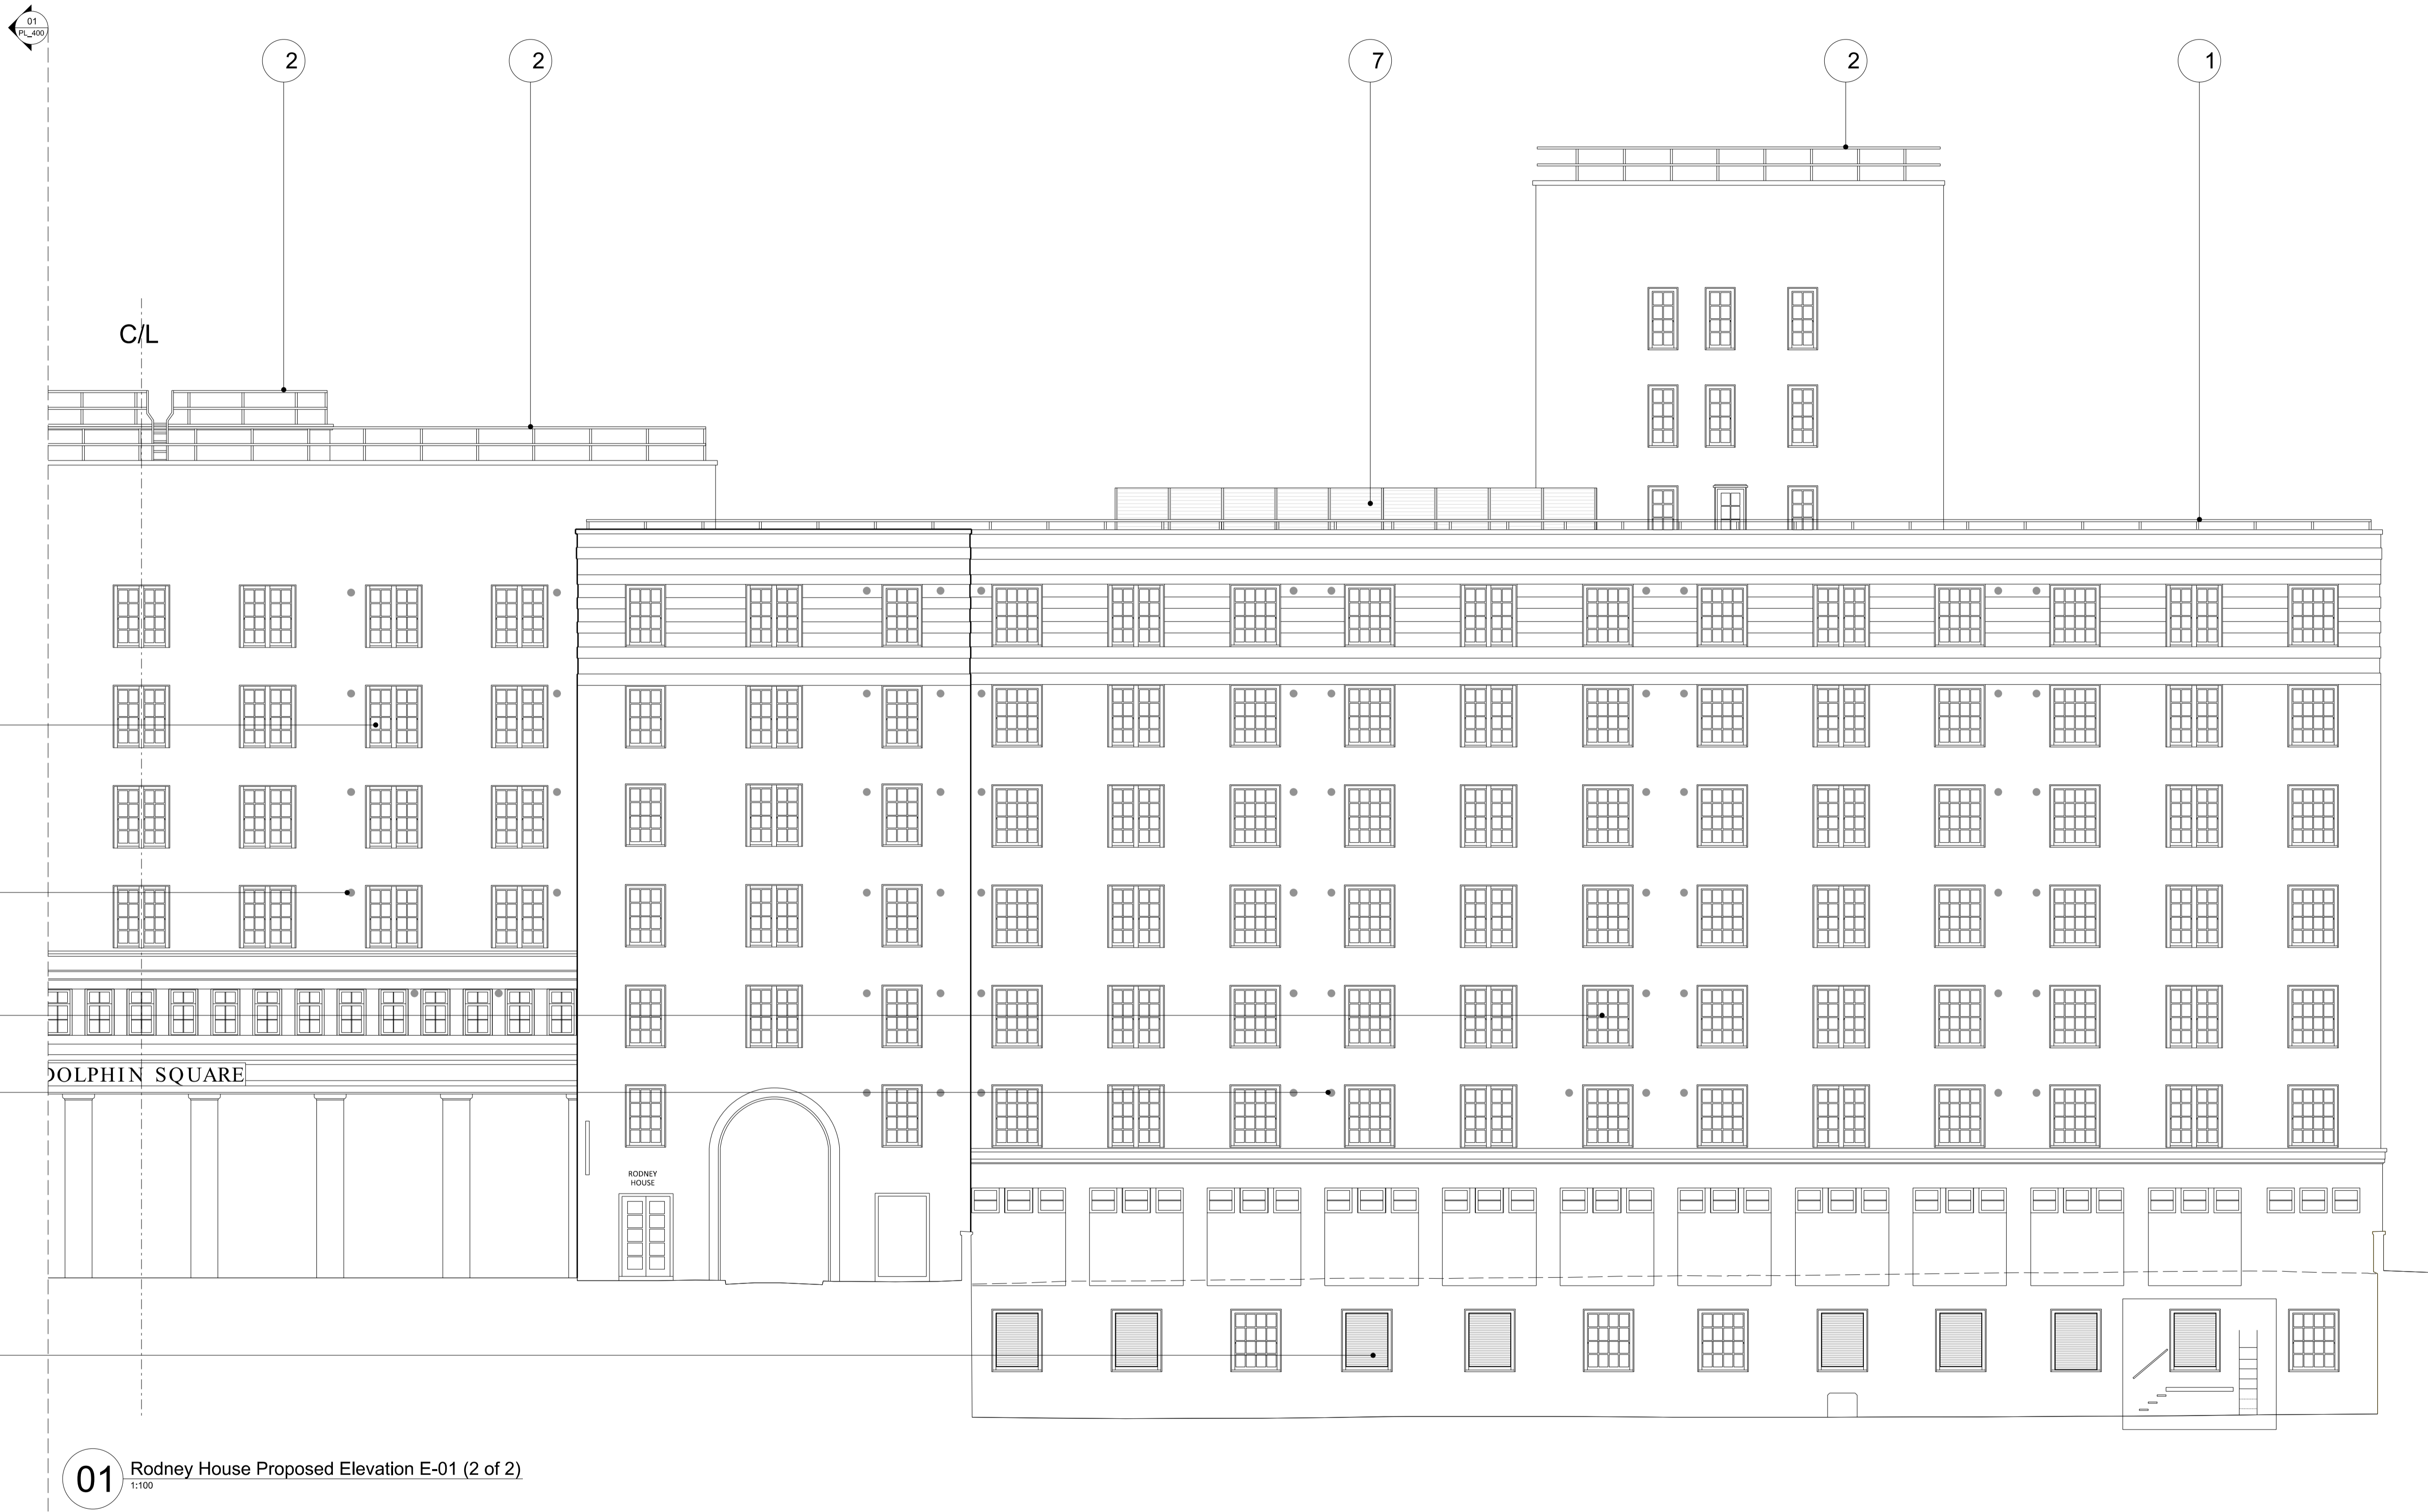 01
PL_400
2
2
7
2
1
C/L
DOLPHIN SQUARE
RODNEY
HOUSE
01
Rodney House Proposed Elevation E-01 (2 of 2)
1:100